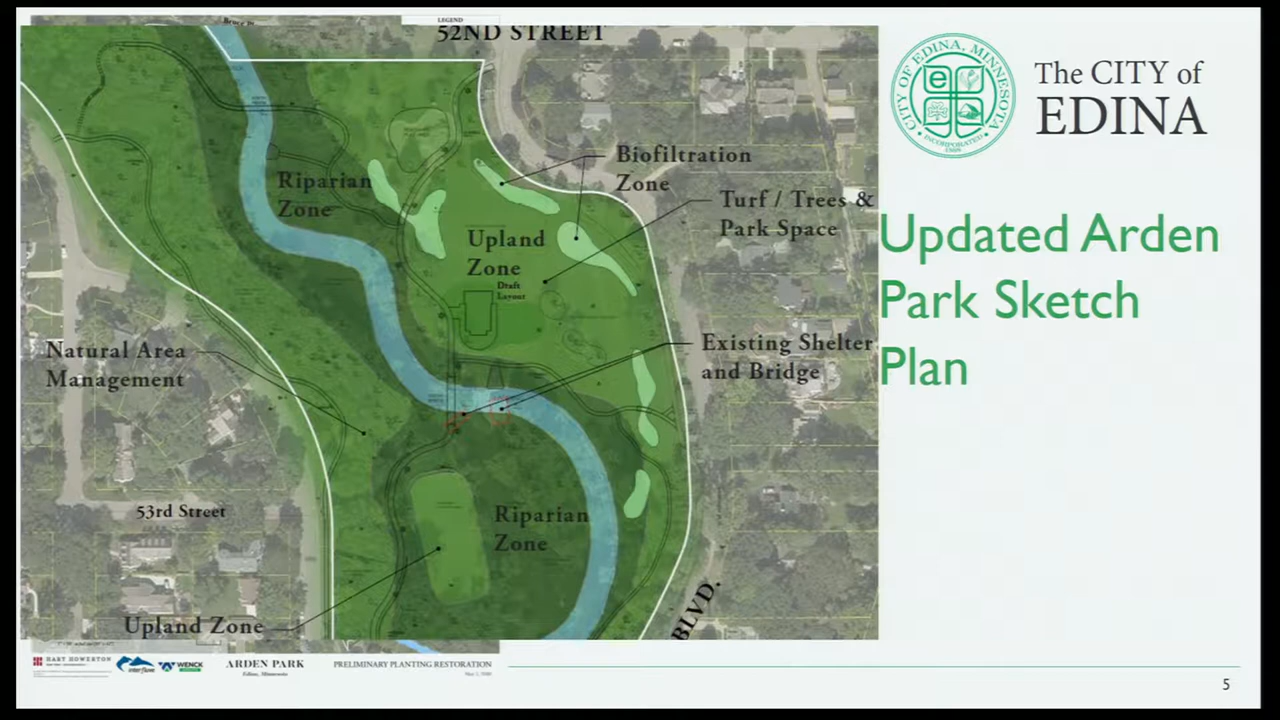 LEGEND
52ND STREET
Biofiltration
Zone
Riparian
Zone
Turf / Trees &
Park Space
Upland
Zone
Draft
Layout
Natural Area
Management
Existing Shelter
and Bridge
53rd Street
Riparian
Zone
Upland Zone
BLVD.
HART HOWERTON
interfluve
WENCK
ARDEN PARK
Edina, Minnesota
PRELIMINARY PLANTING RESTORATION
CITY OF EDINA, MINNESOTA
INCORPORATED
e
The CITY of
EDINA
Updated Arden
Park Sketch
Plan
5